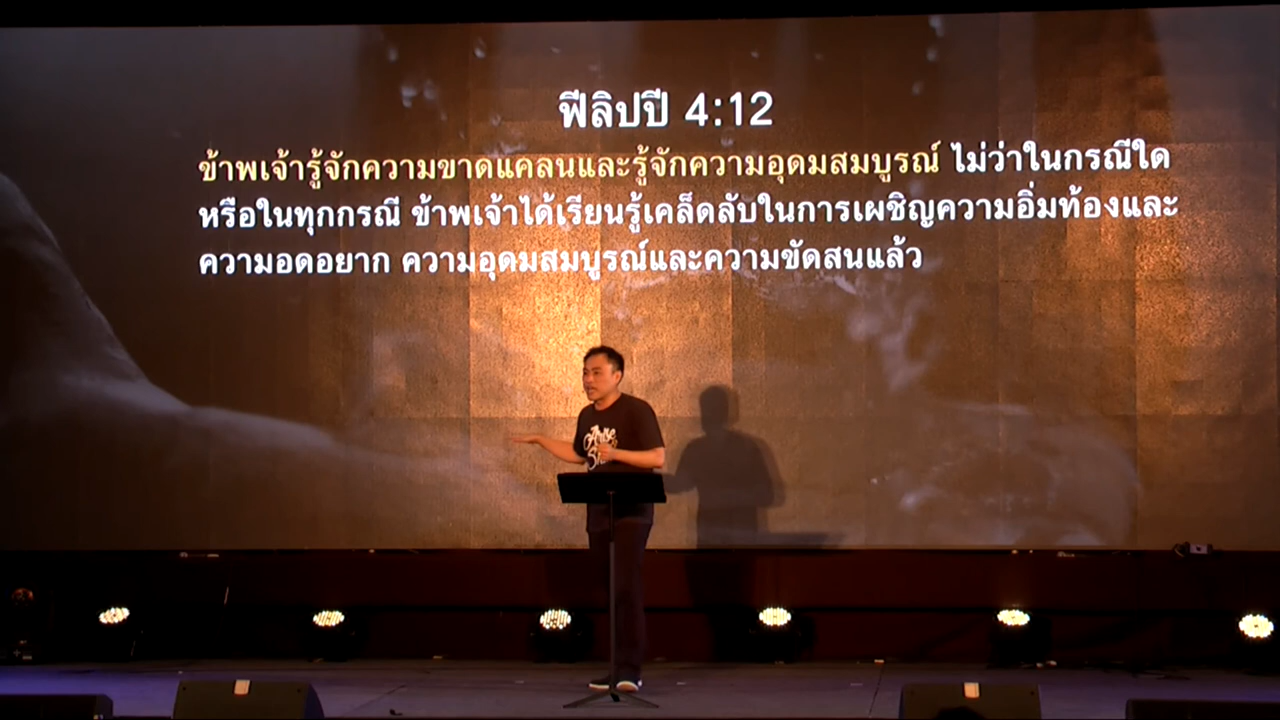 ฟีลิปปี 4:12
ข้าพเจ้ารู้จักความขาดแคลนและรู้จักความอุดมสมบูรณ์ ไม่ว่าในกรณีใด
หรือในทุกกรณี ข้าพเจ้าได้เรียนรู้เคล็ดลับในการเผชิญความอิ่มท้องและ
ความอดอยาก ความอุดมสมบูรณ์และความขัดสนแล้ว
Arise